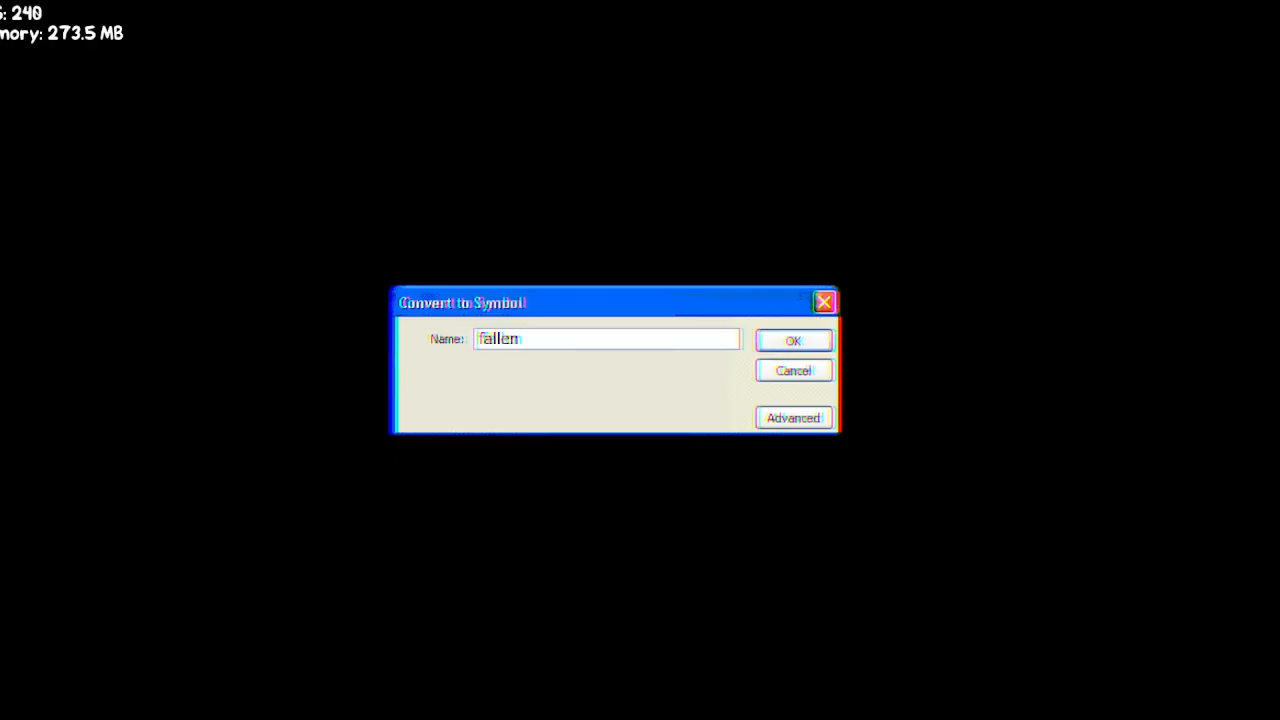 : 240
mory: 273.5 MB
Convert to Symbol
Name: fallen
OK
Cancel
Advanced